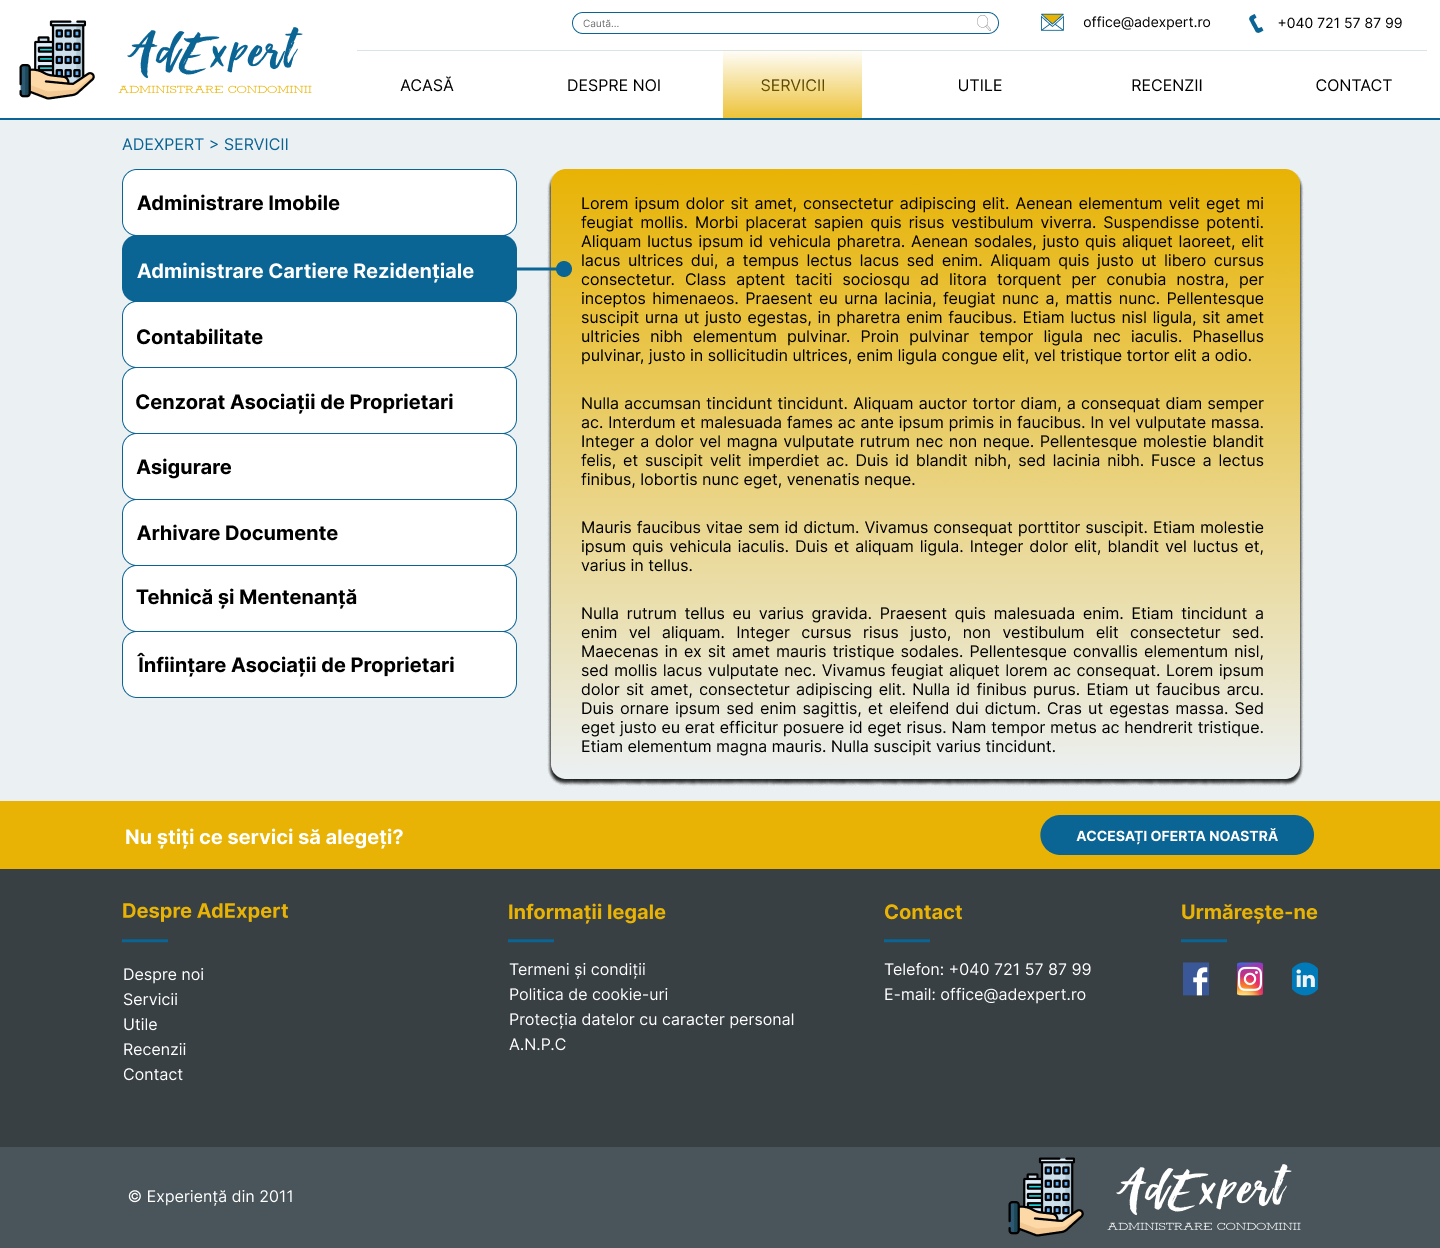 AdExpert
ADMINISTRARE CONDOMINII
Caută...
office@adexpert.ro
+040 721 57 87 99
ACASĂ
DESPRE NOI
SERVICII
UTILE
RECENZII
CONTACT
ADEXPERT > SERVICII
Administrare Imobile
Administrare Cartiere Rezidențiale
Contabilitate
Cenzorat Asociații de Proprietari
Asigurare
Arhivare Documente
Tehnică și Mentenanță
Înființare Asociații de Proprietari
Lorem ipsum dolor sit amet, consectetur adipiscing elit. Aenean elementum velit eget mi
feugiat mollis. Morbi placerat sapien quis risus vestibulum viverra. Suspendisse potenti.
Aliquam luctus ipsum id vehicula pharetra. Aenean sodales, justo quis aliquet laoreet, elit
lacus ultrices dui, a tempus lectus lacus sed enim. Aliquam quis justo ut libero cursus
consectetur. Class aptent taciti sociosqu ad litora torquent per conubia nostra, per
inceptos himenaeos. Praesent eu urna lacinia, feugiat nunc a, mattis nunc. Pellentesque
suscipit urna ut justo egestas, in pharetra enim faucibus. Etiam luctus nisl ligula, sit amet
ultricies nibh elementum pulvinar. Proin pulvinar tempor ligula nec iaculis. Phasellus
pulvinar, justo in sollicitudin ultrices, enim ligula congue elit, vel tristique tortor elit a odio.
Nulla accumsan tincidunt tincidunt. Aliquam auctor tortor diam, a consequat diam semper
ac. Interdum et malesuada fames ac ante ipsum primis in faucibus. In vel vulputate massa.
Integer a dolor vel magna vulputate rutrum nec non neque. Pellentesque molestie blandit
felis, et suscipit velit imperdiet ac. Duis id blandit nibh, sed lacinia nibh. Fusce a lectus
finibus, lobortis nunc eget, venenatis neque.
Mauris faucibus vitae sem id dictum. Vivamus consequat porttitor suscipit. Etiam molestie
ipsum quis vehicula iaculis. Duis et aliquam ligula. Integer dolor elit, blandit vel luctus et,
varius in tellus.
Nulla rutrum tellus eu varius gravida. Praesent quis malesuada enim. Etiam tincidunt a
enim vel aliquam. Integer cursus risus justo, non vestibulum elit consectetur sed.
Maecenas in ex sit amet mauris tristique sodales. Pellentesque convallis elementum nisl,
sed mollis lacus vulputate nec. Vivamus feugiat aliquet lorem ac consequat. Lorem ipsum
dolor sit amet, consectetur adipiscing elit. Nulla id finibus purus. Etiam ut faucibus arcu.
Duis ornare ipsum sed enim sagittis, et eleifend dui dictum. Cras ut egestas massa. Sed
eget justo eu erat efficitur posuere id eget risus. Nam tempor metus ac hendrerit tristique.
Etiam elementum magna mauris. Nulla suscipit varius tincidunt.
Nu știți ce servici să alegeți?
ACCESAȚI OFERTA NOASTRĂ
Despre AdExpert
Despre noi
Servicii
Utile
Recenzii
Contact
Informații legale
Termeni și condiții
Politica de cookie-uri
Protecția datelor cu caracter personal
A.N.P.C
Contact
Telefon: +040 721 57 87 99
E-mail: office@adexpert.ro
Urmărește-ne
f
in
© Experiență din 2011
AdExpert
ADMINISTRARE CONDOMINII